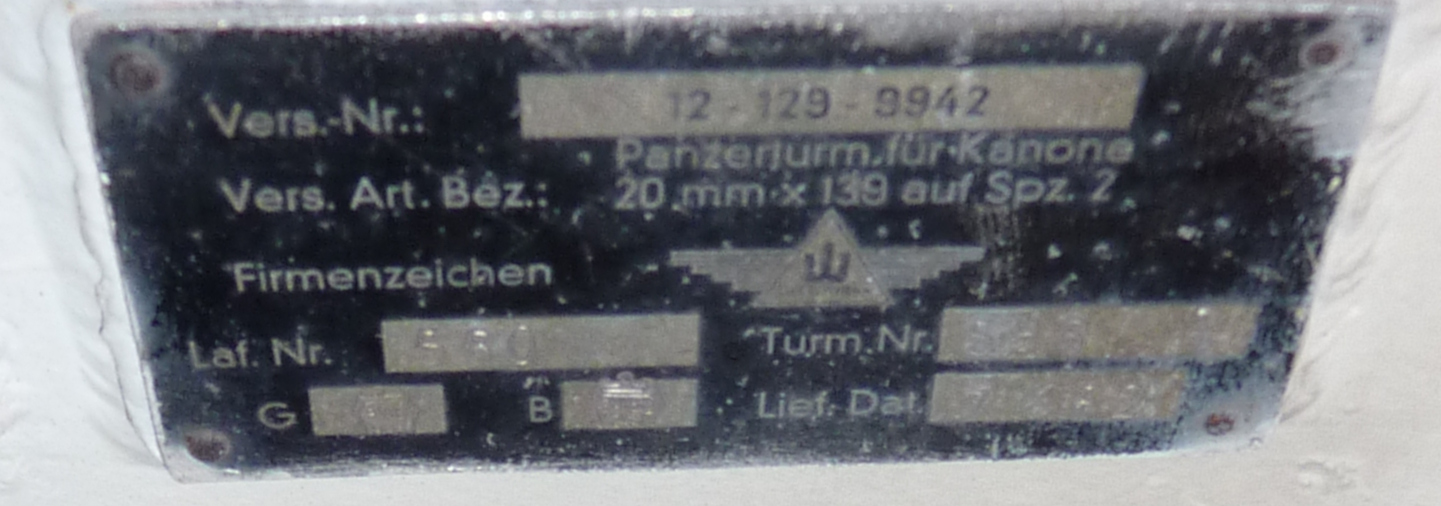 Vers.-Nr.: 12 - 129 - 9942
Panzerturm für Kanone
Vers. Art. Bez.: 20 mm x 139 auf Spz. 2
Firmenzeichen
Laf. Nr. Turm. Nr.
G B Lief. Dat.